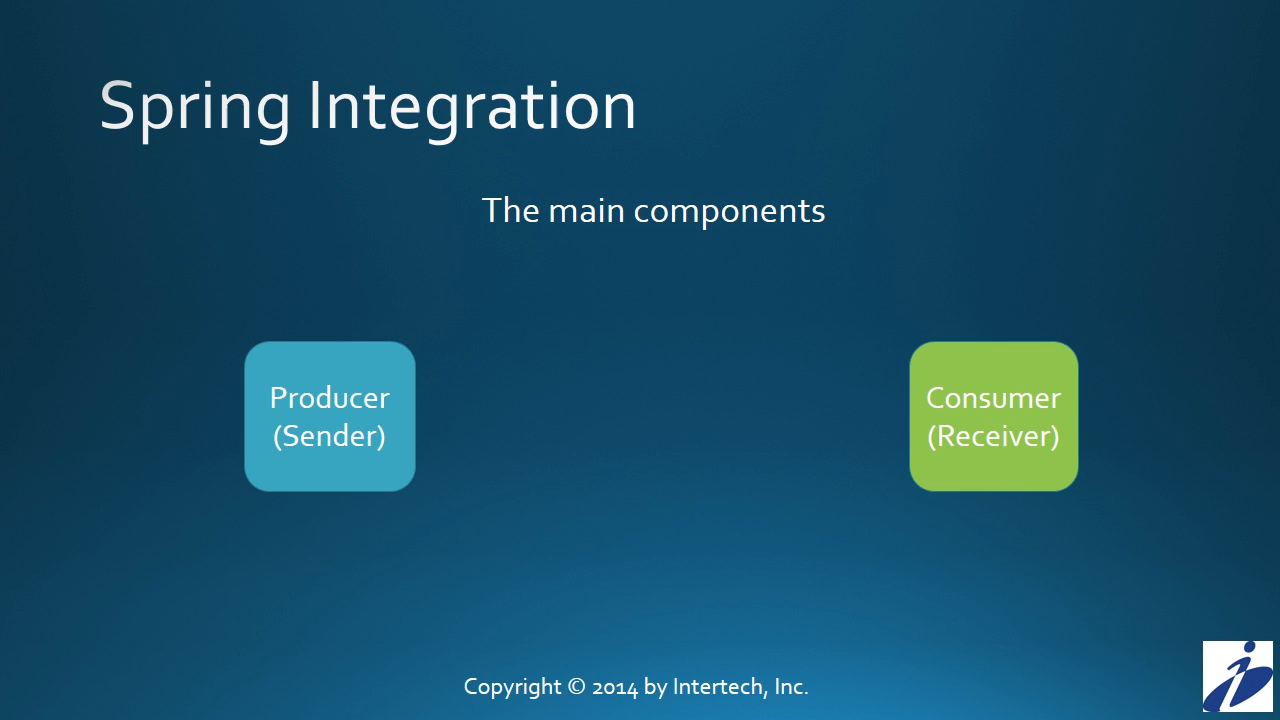 Spring Integration
The main components
Producer
(Sender)
Consumer
(Receiver)
Copyright © 2014 by Intertech, Inc.